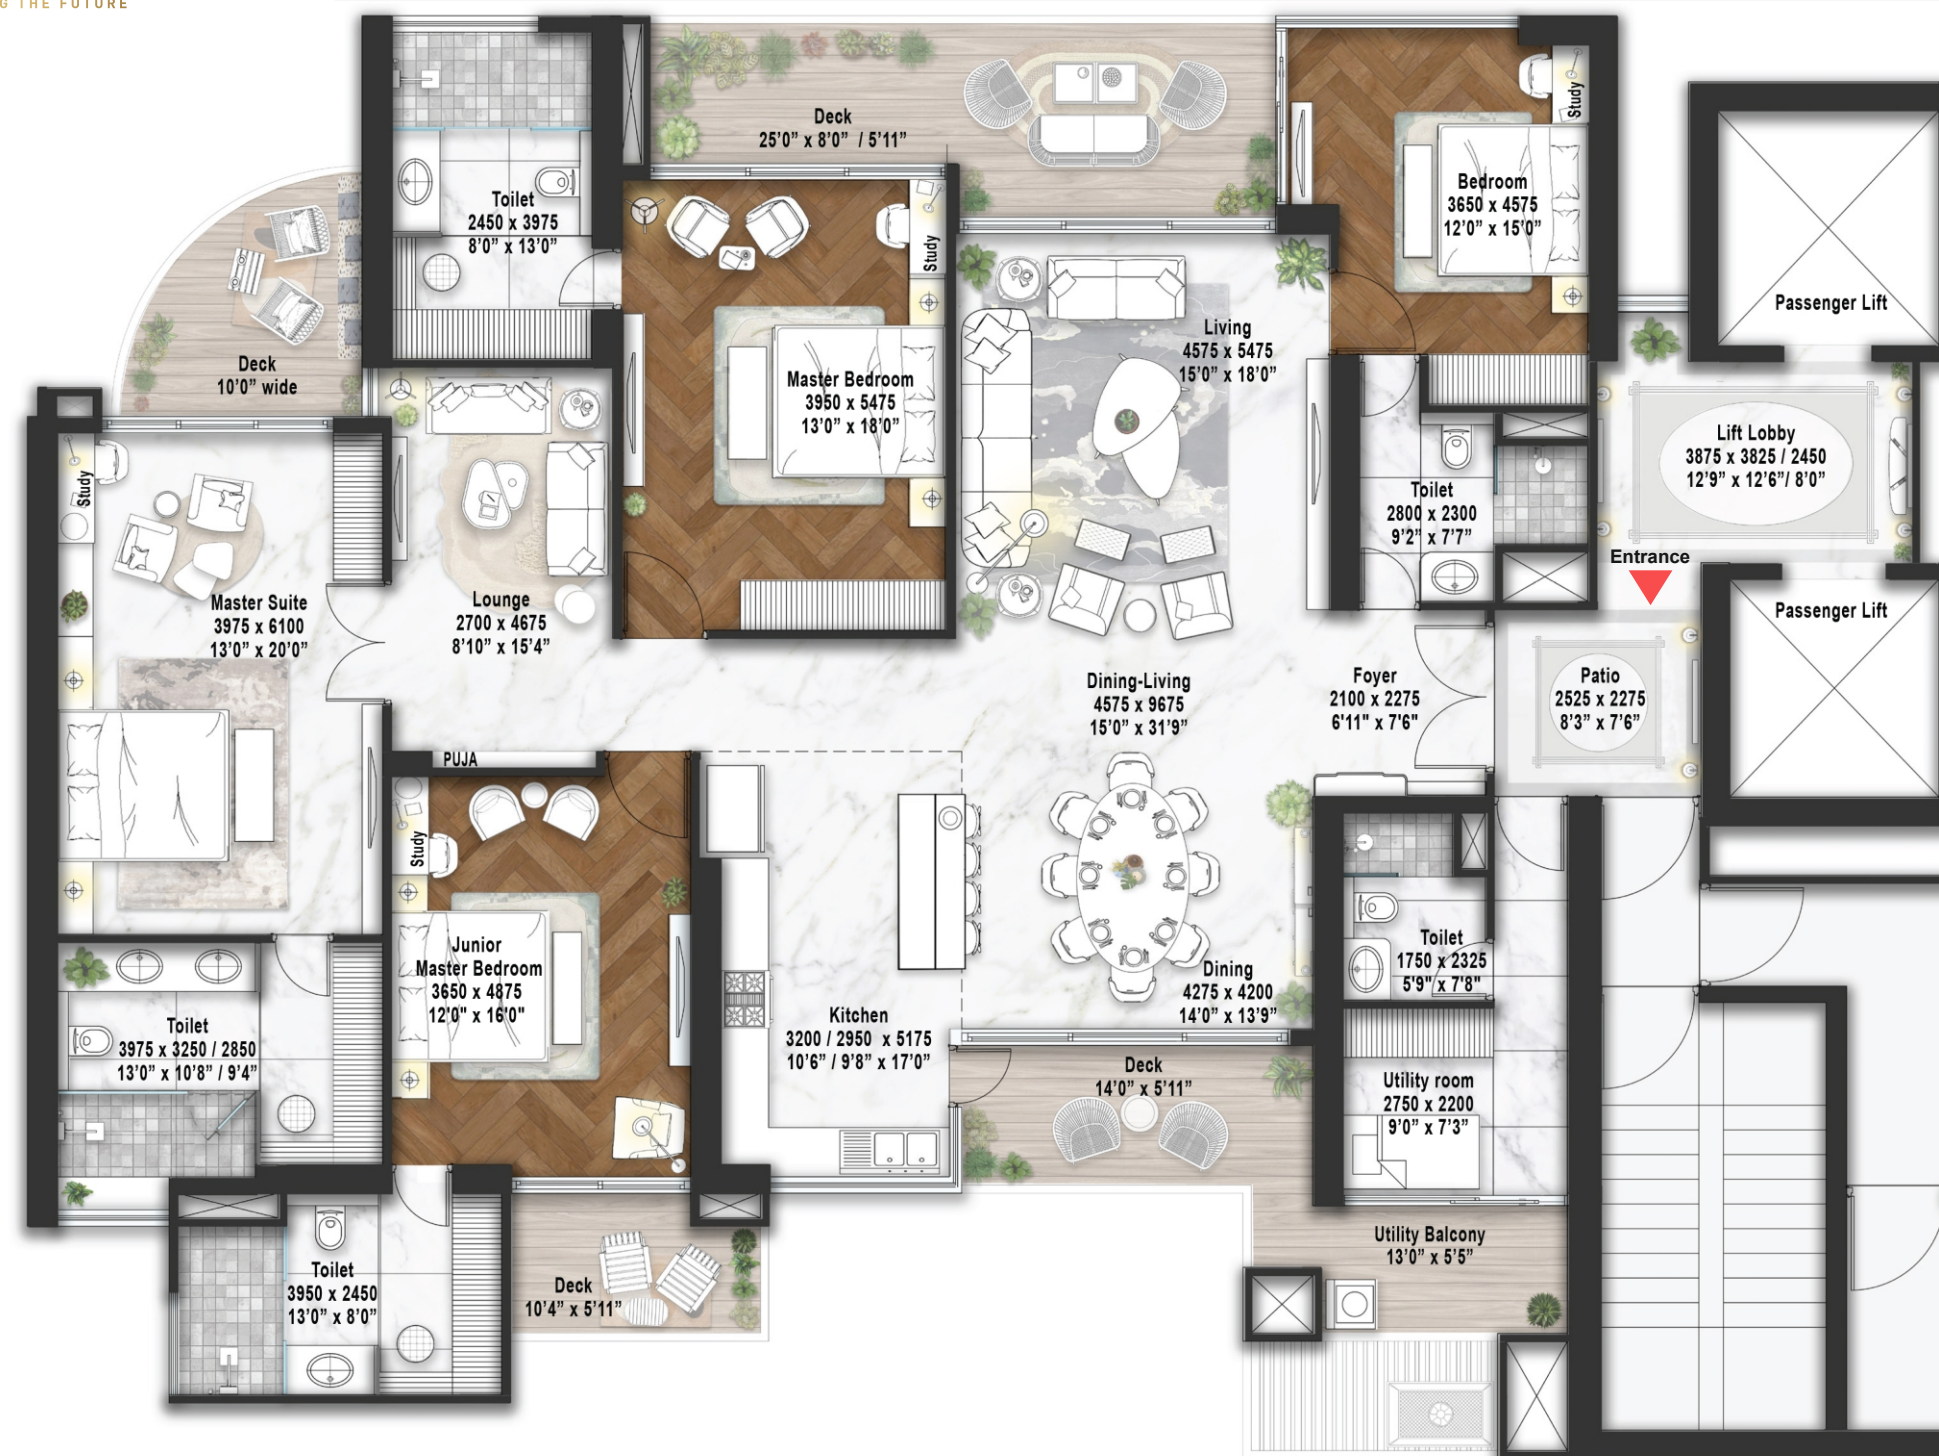 G THE FUTURE
Deck
25'0" x 8'0" / 5'11"
Study
Bedroom
3650 x 4575
12'0" x 15'0"
Toilet
2450 x 3975
8'0" x 13'0"
Study
Passenger Lift
Living
4575 x 5475
15'0" x 18'0"
Deck
10'0" wide
Master Bedroom
3950 x 5475
13'0" x 18'0"
Lift Lobby
3875 x 3825 / 2450
12'9" x 12'6"/ 8'0"
Study
Toilet
2800 x 2300
9'2" x 7'7"
Entrance
Master Suite
3975 x 6100
13'0" x 20'0"
Lounge
2700 x 4675
8'10" x 15'4"
Passenger Lift
Dining-Living
4575 x 9675
15'0" x 31'9"
Foyer
2100 x 2275
6'11" x 7'6"
Patio
2525 x 2275
8'3" x 7'6"
PUJA
Study
Junior
Master Bedroom
3650 x 4875
12'0" x 16'0"
Dining
4275 x 4200
14'0" x 13'9"
Toilet
1750 x 2325
5'9" x 7'8"
Toilet
3975 x 3250 / 2850
13'0" x 10'8" / 9'4"
Kitchen
3200 / 2950 x 5175
10'6" / 9'8" x 17'0"
Deck
14'0" x 5'11"
Utility room
2750 x 2200
9'0" x 7'3"
Utility Balcony
13'0" x 5'5"
Toilet
3950 x 2450
13'0" x 8'0"
Deck
10'4" x 5'11"